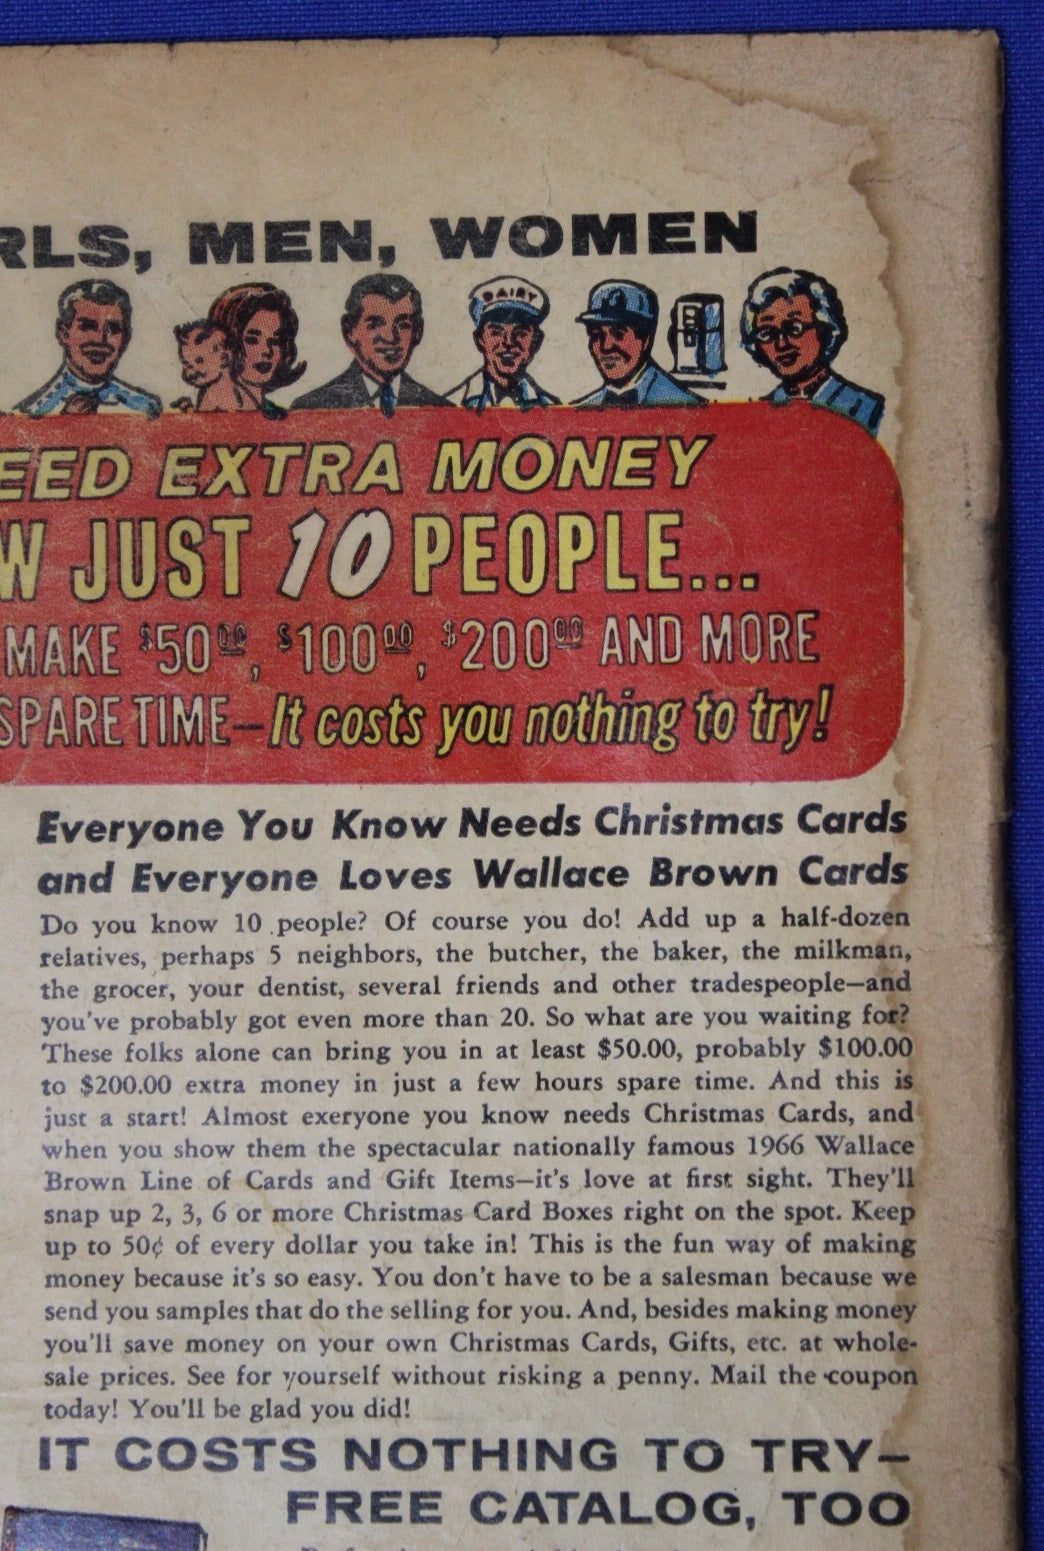 RLS, MEN, WOMEN
DAIRY
EED EXTRA MONEY
W JUST 10 PEOPLE...
MAKE $5000, $100.00, $20000 AND MORE
SPARE TIME—It costs you nothing to try!
Everyone You Know Needs Christmas Cards
and Everyone Loves Wallace Brown Cards
Do you know 10 people? Of course you do! Add up a half-dozen
relatives, perhaps 5 neighbors, the butcher, the baker, the milkman,
the grocer, your dentist, several friends and other tradespeople—and
you've probably got even more than 20. So what are you waiting for?
These folks alone can bring you in at least $50.00, probably $100.00
to $200.00 extra money in just a few hours spare time. And this is
just a start! Almost exeryone you know needs Christmas Cards, and
when you show them the spectacular nationally famous 1966 Wallace
Brown Line of Cards and Gift Items—it's love at first sight. They'll
snap up 2, 3, 6 or more Christmas Card Boxes right on the spot. Keep
up to 50¢ of every dollar you take in! This is the fun way of making
money because it's so easy. You don't have to be a salesman because we
send you samples that do the selling for you. And, besides making money
you'll save money on your own Christmas Cards, Gifts, etc. at whole-
sale prices. See for yourself without risking a penny. Mail the coupon
today! You'll be glad you did!
IT COSTS NOTHING TO TRY—
FREE CATALOG, TOO